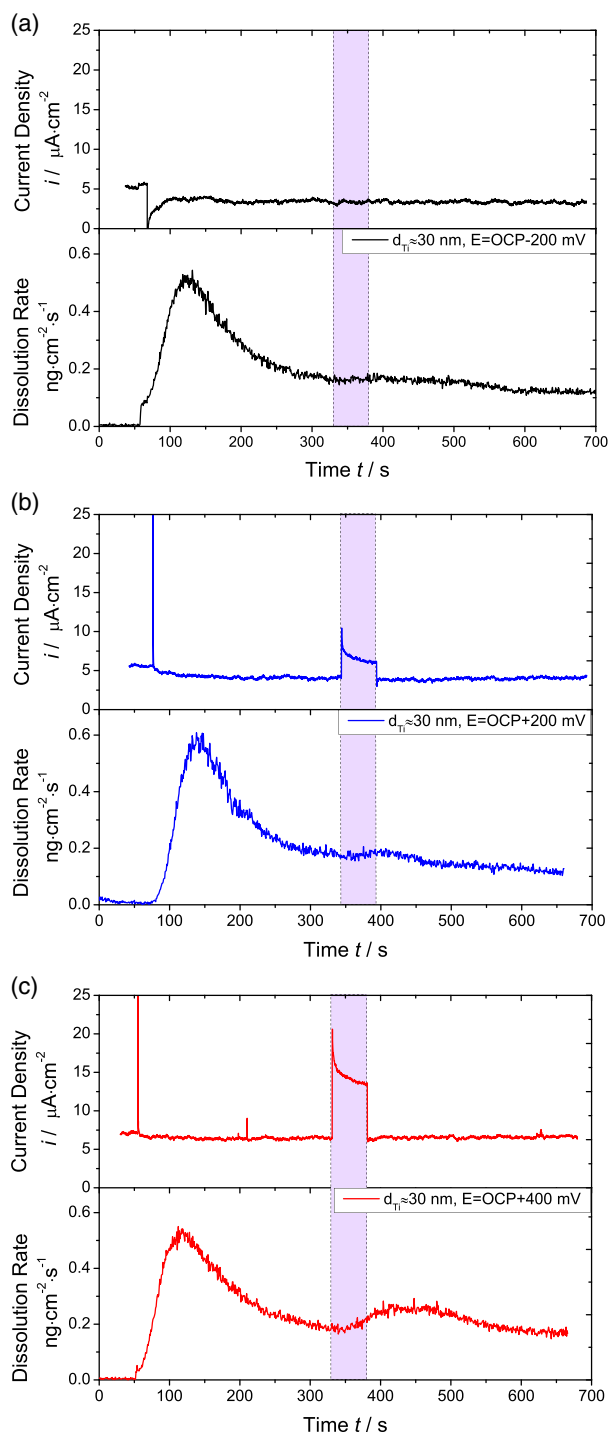 (a)
25
20
15
10
5
0
Current Density
i / μA·cm-2
d Ti≈30 nm, E=OCP-200 mV
0.6
0.4
0.2
0.0
Dissolution Rate
ng·cm-2·s-1
0 100 200 300 400 500 600 700
Time t / s
(b)
25
20
15
10
5
0
Current Density
i / μA·cm-2
d Ti≈30 nm, E=OCP+200 mV
0.6
0.4
0.2
0.0
Dissolution Rate
ng·cm-2·s-1
0 100 200 300 400 500 600 700
Time t / s
(c)
25
20
15
10
5
0
Current Density
i / μA·cm-2
d Ti≈30 nm, E=OCP+400 mV
0.6
0.4
0.2
0.0
Dissolution Rate
ng·cm-2·s-1
0 100 200 300 400 500 600 700
Time t / s